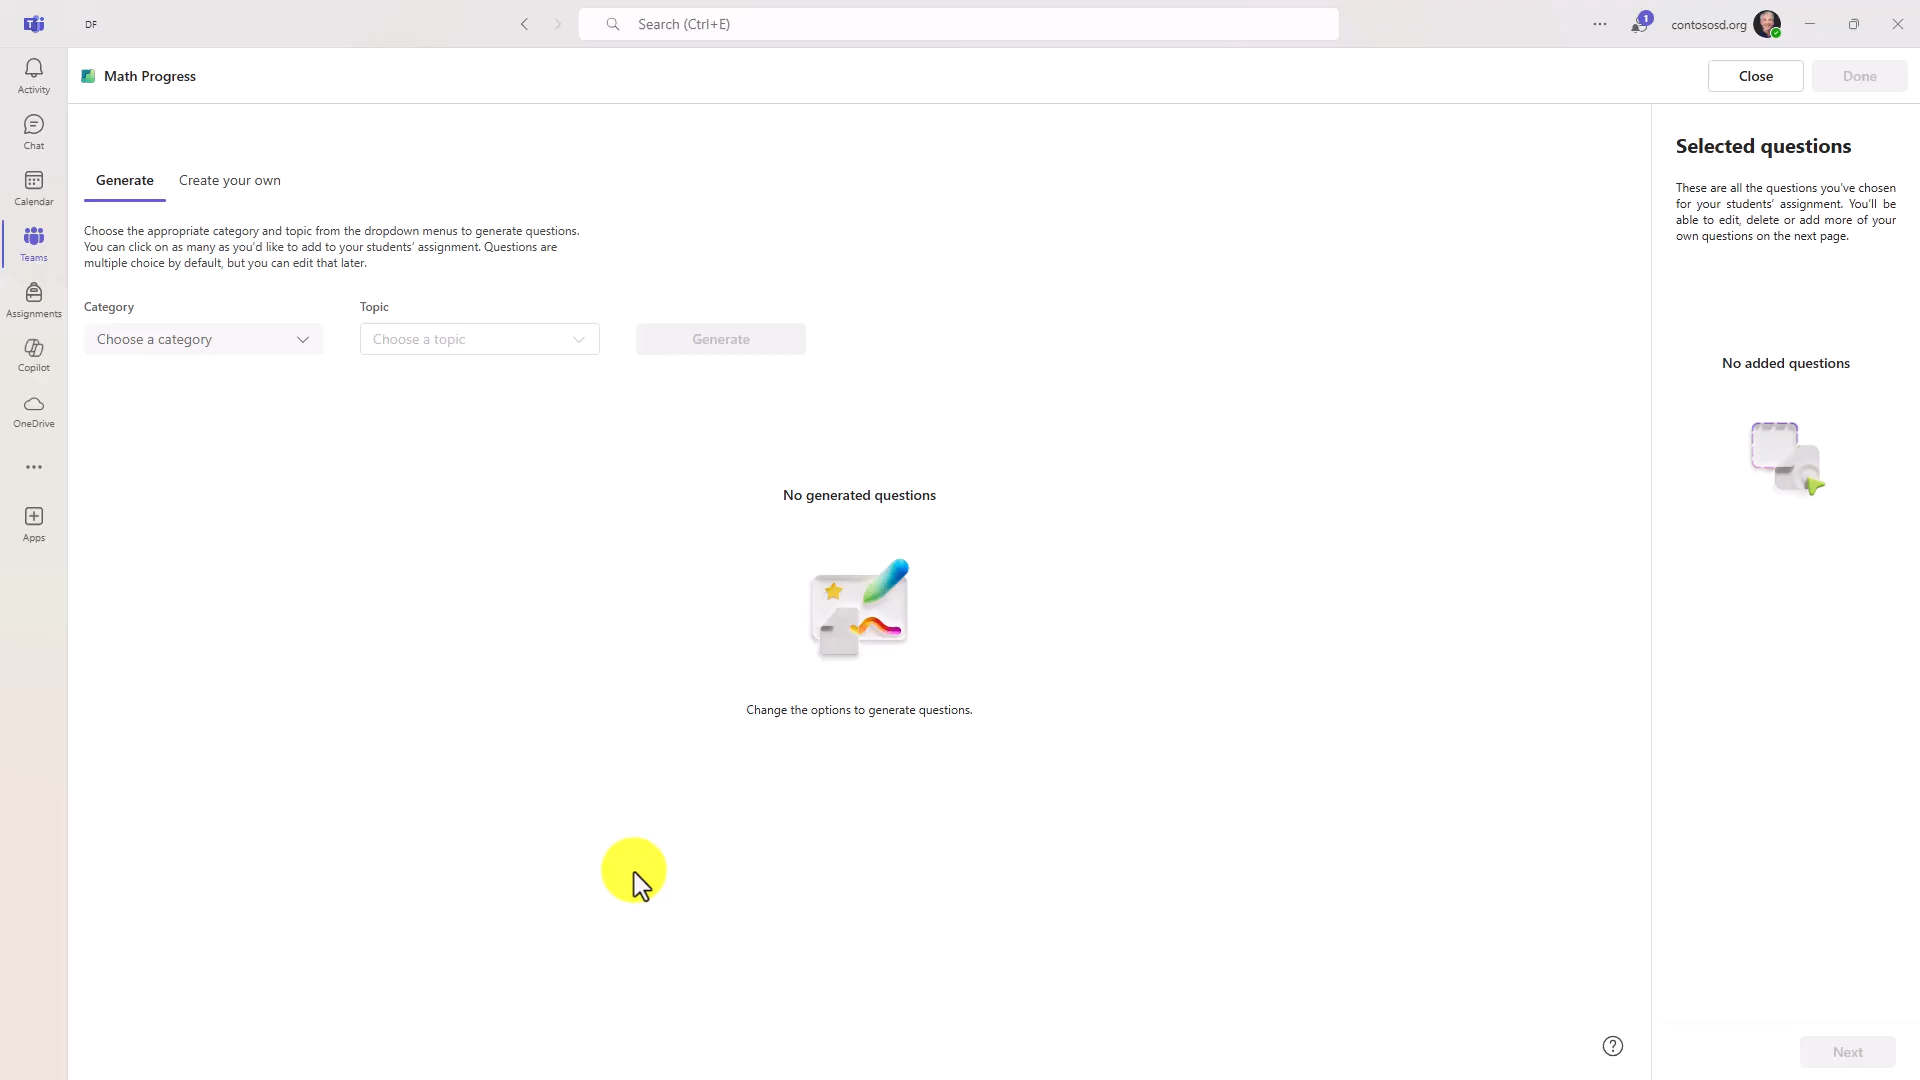 DF
Search (Ctrl+E)
1
contososd.org
Activity
Chat
Calendar
Teams
Assignments
Copilot
OneDrive
Apps
Math Progress
Close
Done
Generate
Create your own
Choose the appropriate category and topic from the dropdown menus to generate questions.
You can click on as many as you'd like to add to your students' assignment. Questions are
multiple choice by default, but you can edit that later.
Category
Topic
Choose a category
Choose a topic
Generate
No generated questions
Change the options to generate questions.
Selected questions
These are all the questions you've chosen
for your students' assignment. You'll be
able to edit, delete or add more of your
own questions on the next page.
No added questions
Next